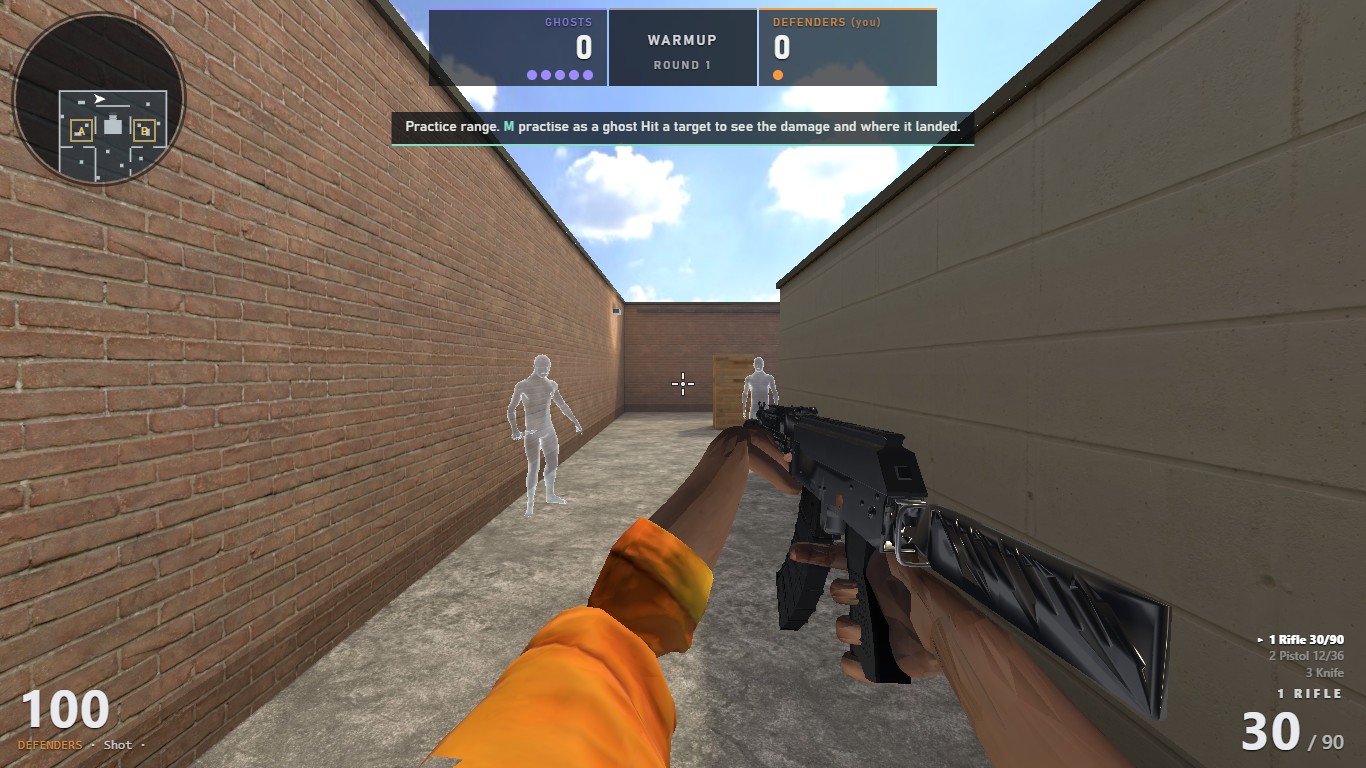 GHOSTS
0
WARMUP
ROUND 1
DEFENDERS (you)
0
Practice range. M practise as a ghost Hit a target to see the damage and where it landed.
A
B
100
DEFENDERS · Shot ·
▸ 1 Rifle 30/90
2 Pistol 12/36
3 Knife
1 RIFLE
30 / 90